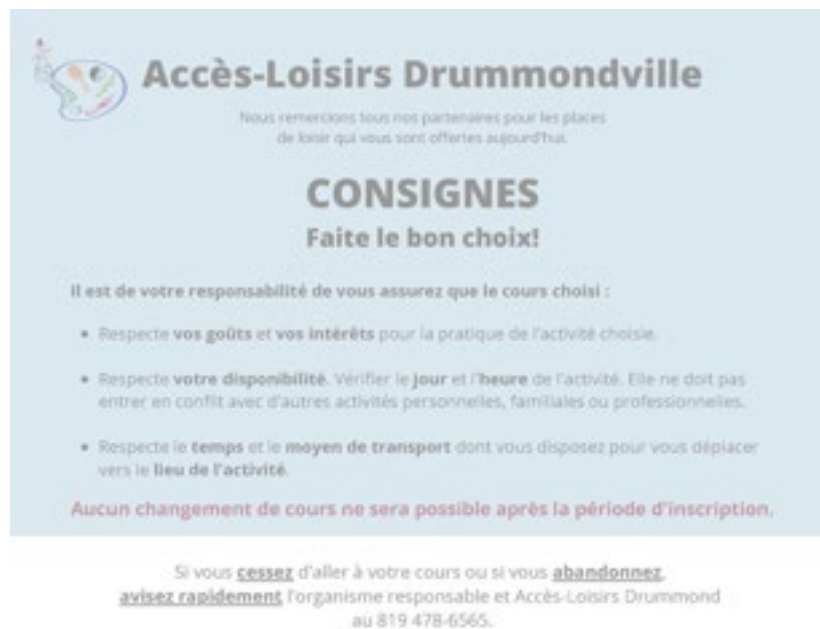 Accès-Loisirs Drummondville
Nous remercions tous nos partenaires pour les places
de loisir qui vous sont offertes aujourd'hui.
CONSIGNES
Faite le bon choix!
Il est de votre responsabilité de vous assurez que le cours choisi :
• Respecte vos goûts et vos intérêts pour la pratique de l'activité choisie.
• Respecte votre disponibilité. Vérifier le jour et l'heure de l'activité. Elle ne doit pas
entrer en conflit avec d'autres activités personnelles, familiales ou professionnelles.
• Respecte le temps et le moyen de transport dont vous disposez pour vous déplacer
vers le lieu de l'activité.
Aucun changement de cours ne sera possible après la période d'inscription.
Si vous cessez d'aller à votre cours ou si vous abandonnez,
avisez rapidement l'organisme responsable et Accès-Loisirs Drummond
au 819 478-6565.